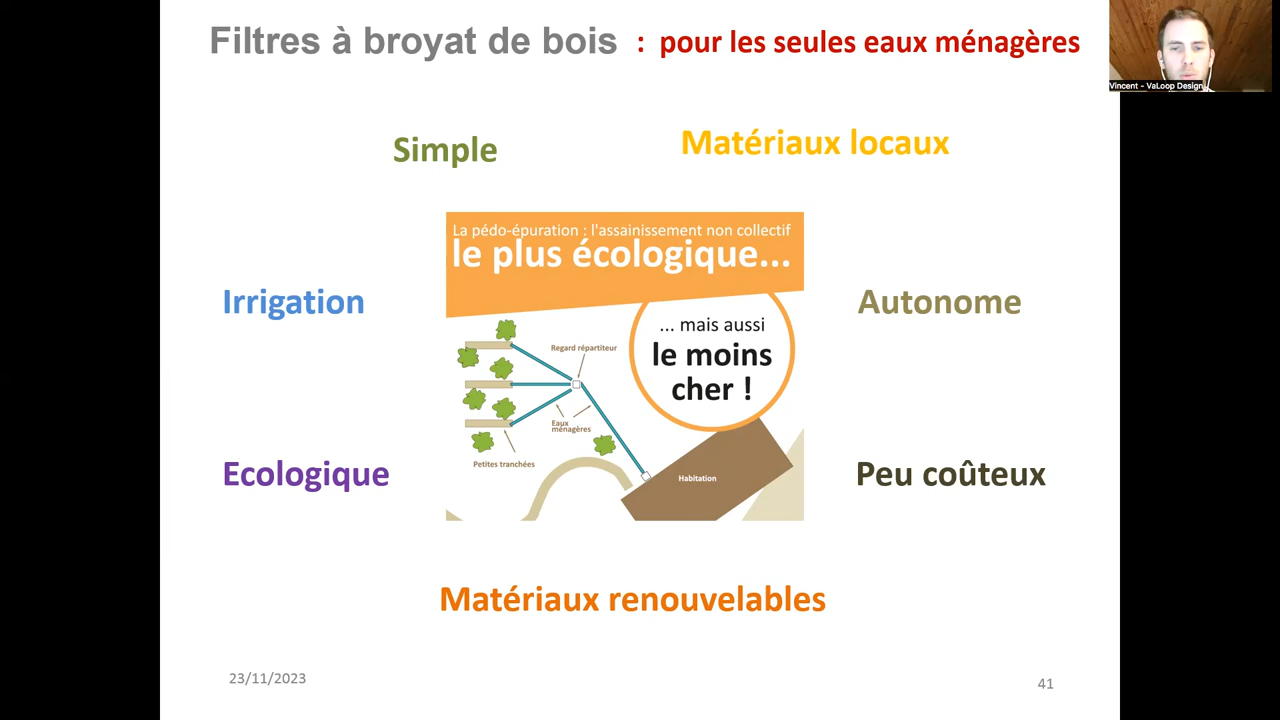 Filtres à broyat de bois : pour les seules eaux ménagères
Vincent - VaLoop Design
Simple
Matériaux locaux
La pédo-épuration : l'assainissement non collectif
le plus écologique...
Irrigation
Autonome
... mais aussi
le moins
cher !
Regard répartiteur
Eaux
ménagères
Petites tranchées
Habitation
Ecologique
Peu coûteux
Matériaux renouvelables
23/11/2023
41